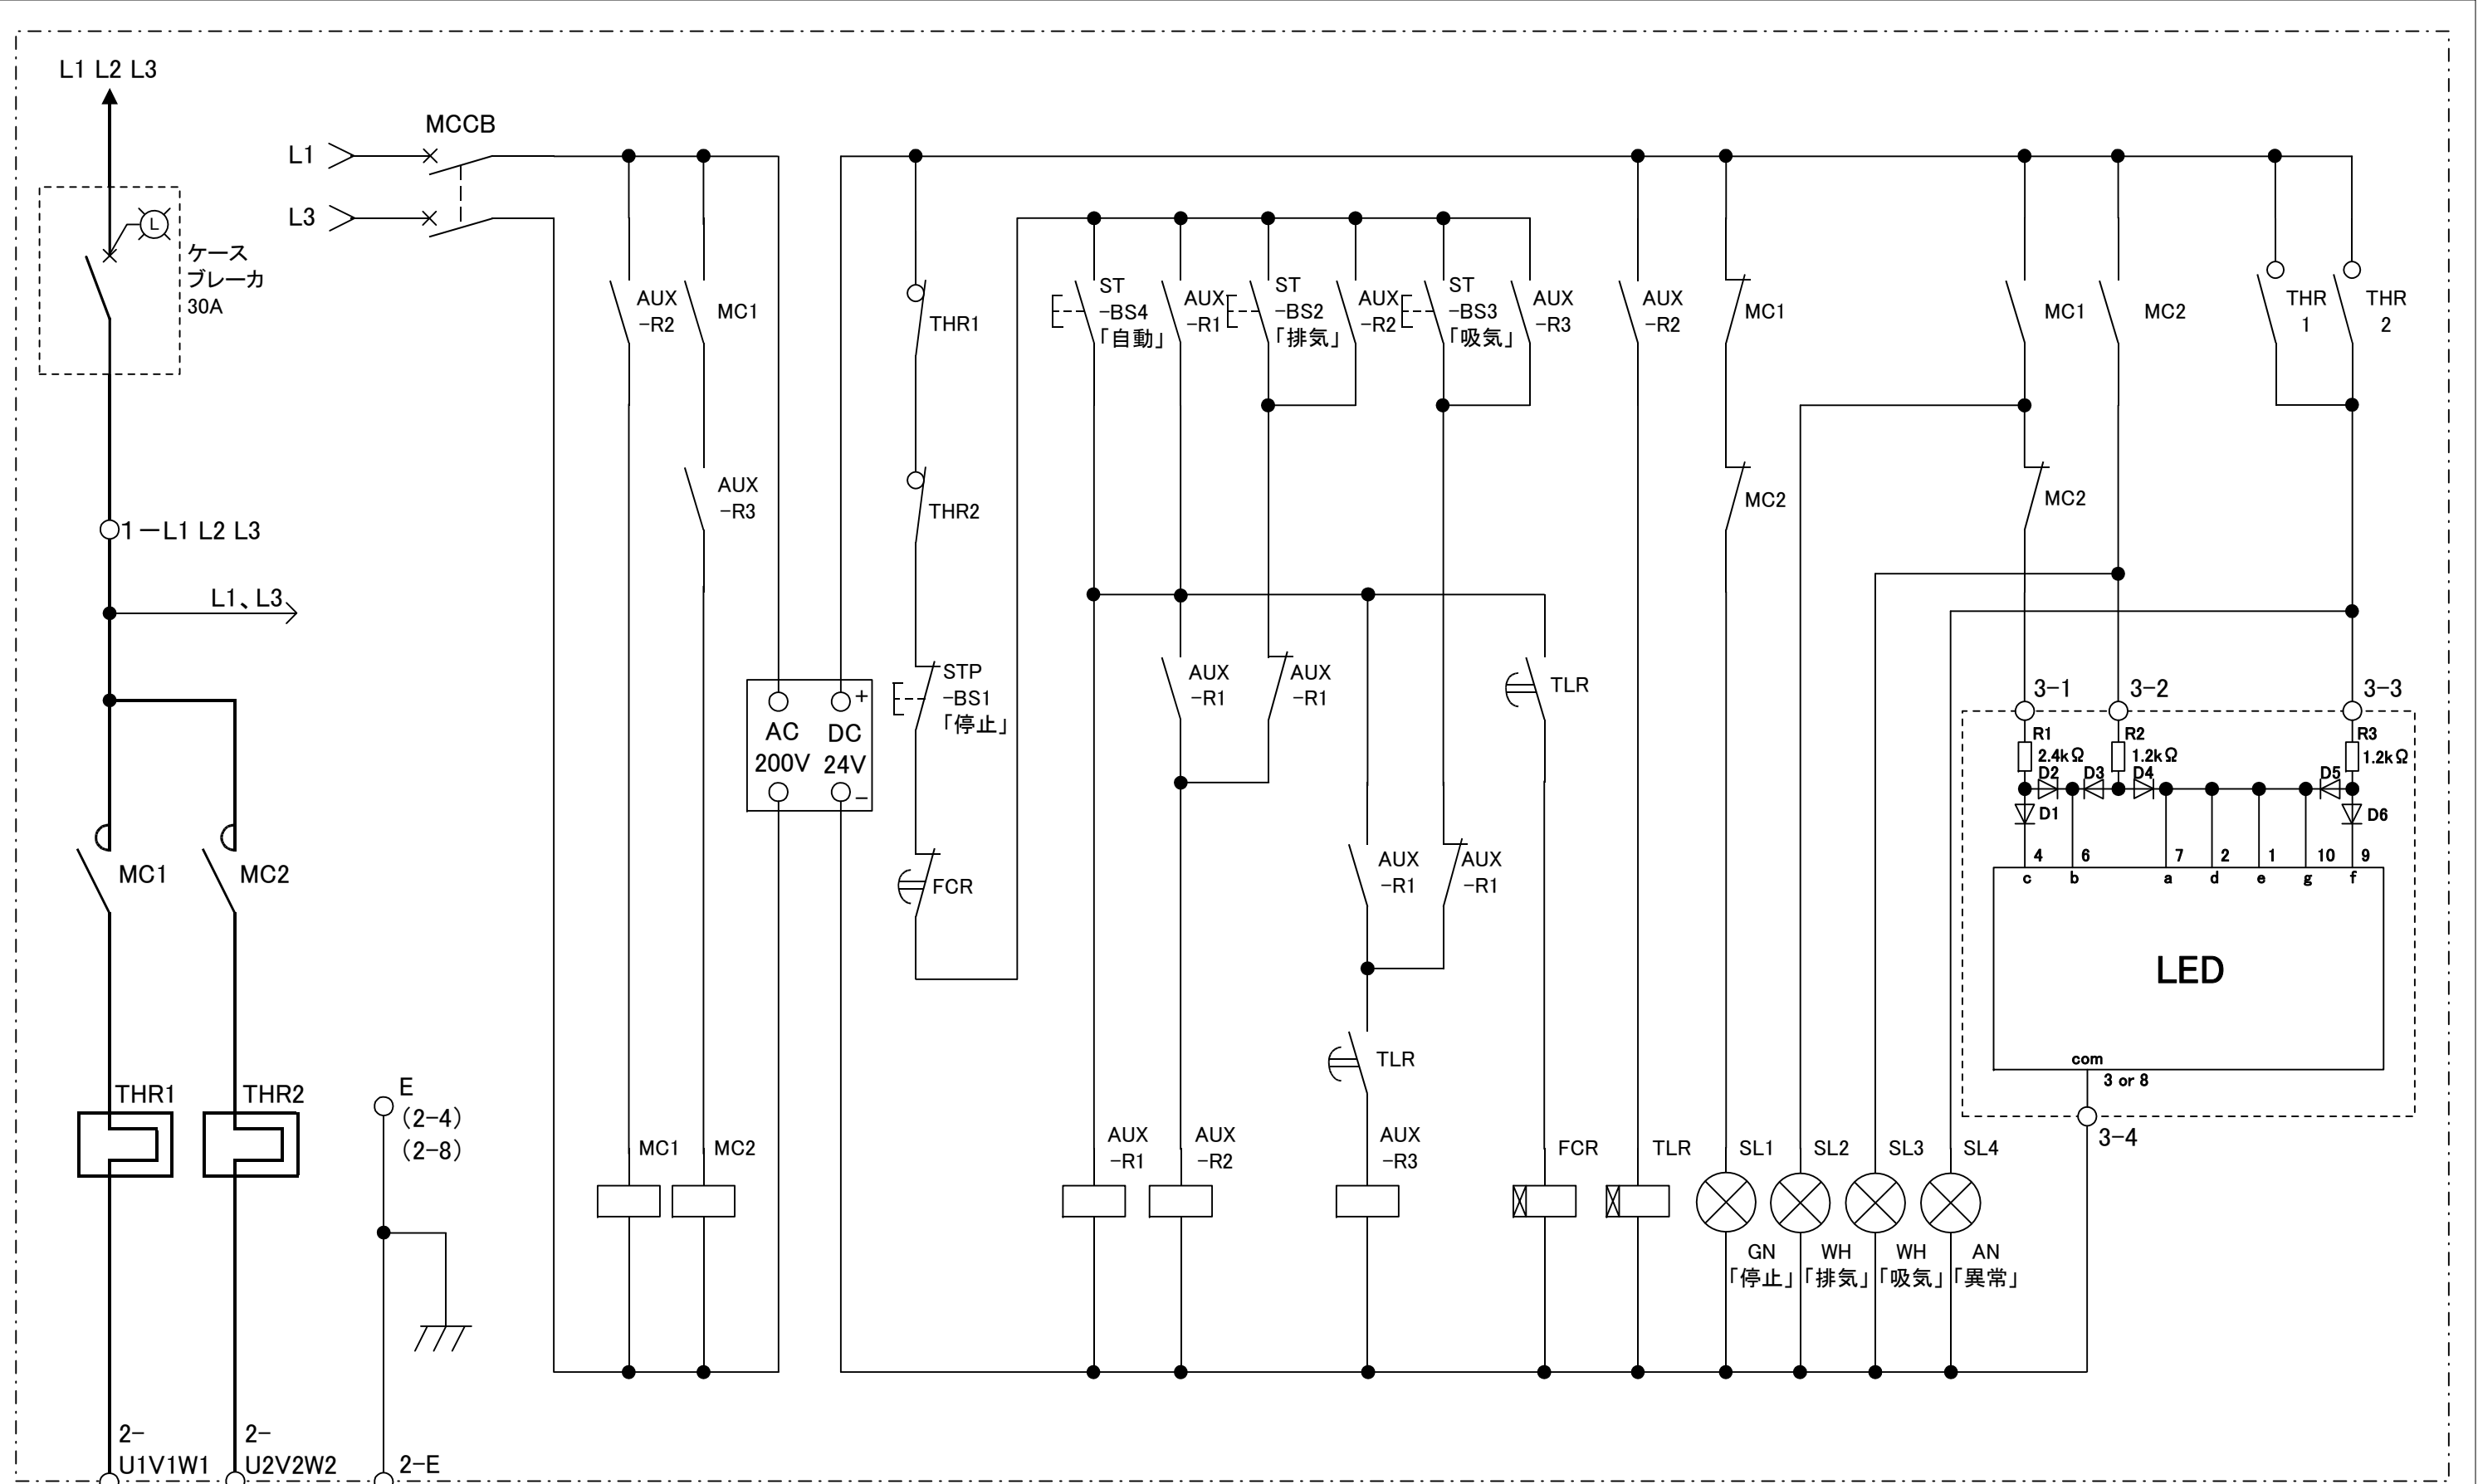 L1 L2 L3
L
ケース
ブレーカ
30A
1-L1 L2 L3
L1、L3
MC1
MC2
THR1
THR2
E
(2-4)
(2-8)
2-
U1V1W1
2-
U2V2W2
2-E
MCCB
L1
L3
AUX
-R2
MC1
AUX
-R3
MC1
MC2
AC
200V
DC
24V
+
-
THR1
THR2
STP
-BS1
「停止」
FCR
ST
-BS4
「自動」
AUX
-R1
ST
-BS2
「排気」
AUX
-R2
ST
-BS3
「吸気」
AUX
-R3
AUX
-R1
AUX
-R1
TLR
AUX
-R1
AUX
-R1
TLR
AUX
-R1
AUX
-R2
AUX
-R3
FCR
TLR
AUX
-R2
MC1
MC2
MC1
MC2
MC2
THR
1
THR
2
SL1
SL2
SL3
SL4
GN
「停止」
WH
「排気」
WH
「吸気」
AN
「異常」
3-1
3-2
3-3
R1
2.4kΩ
R2
1.2kΩ
R3
1.2kΩ
D2
D3
D4
D5
D1
D6
4
6
7
2
1
10
9
c
b
a
d
e
g
f
LED
com
3 or 8
3-4